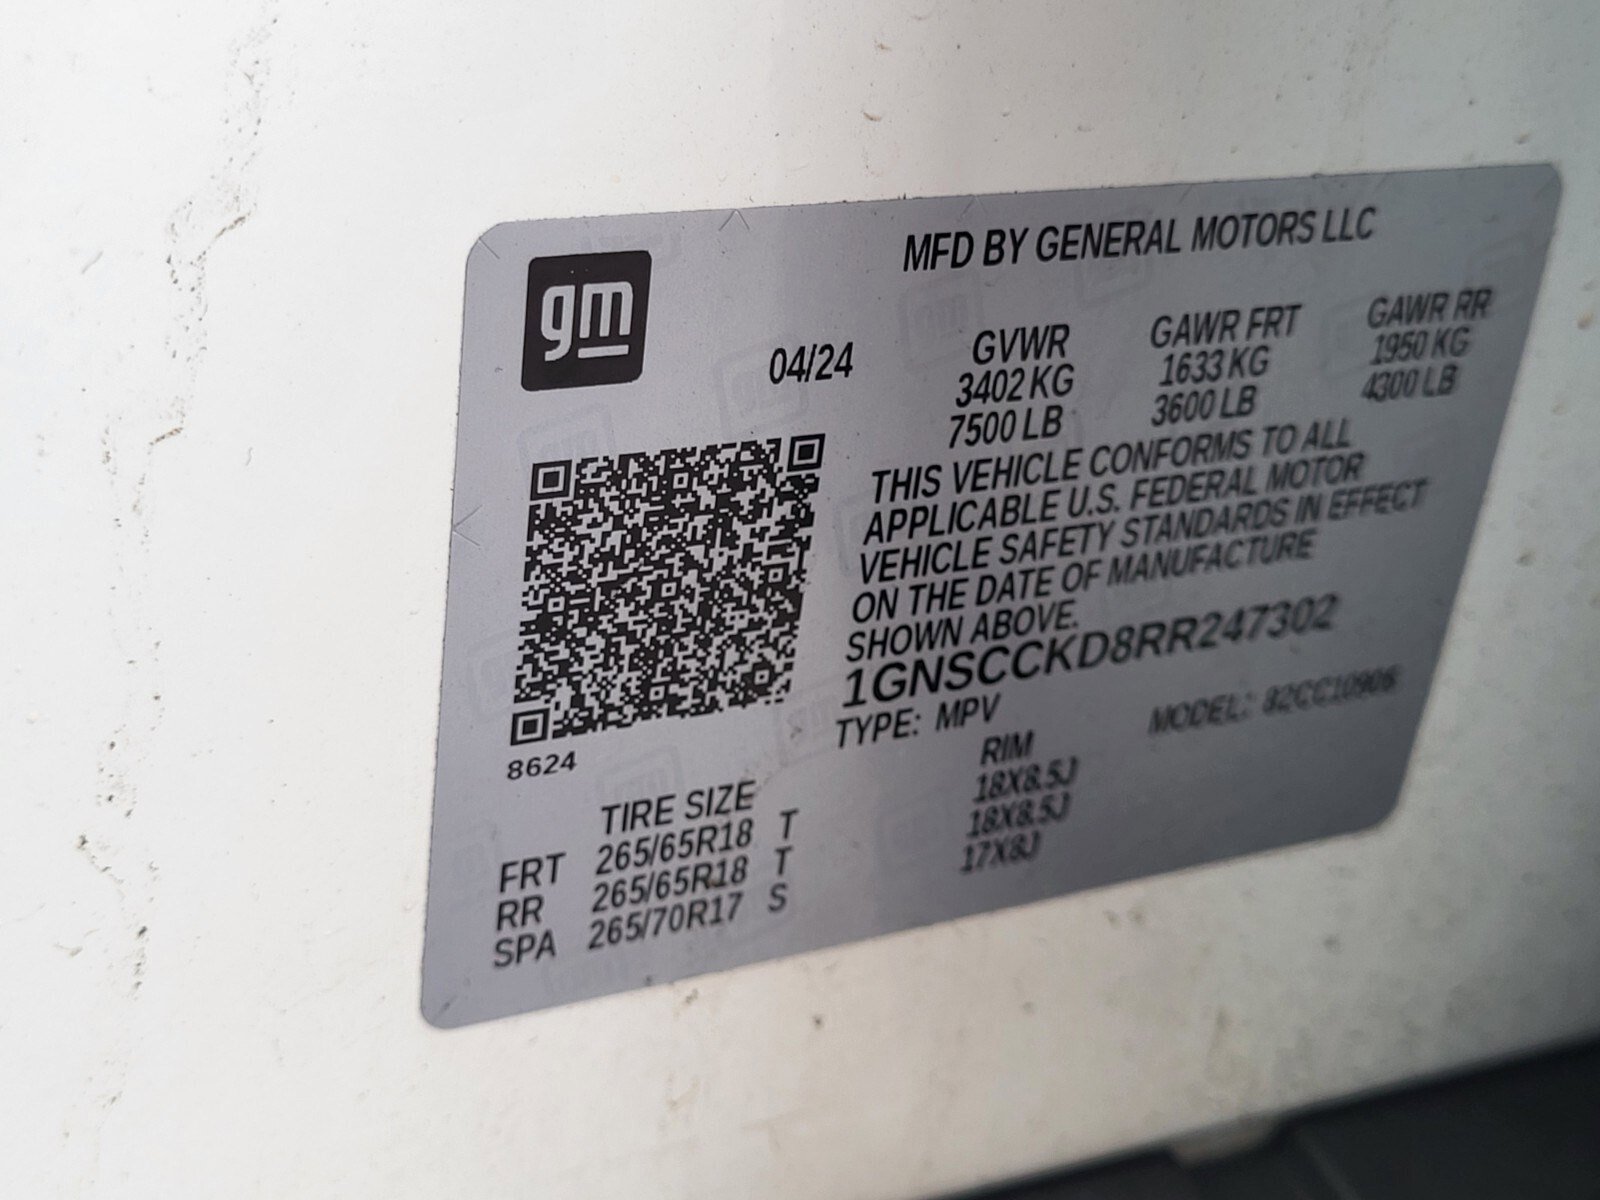 gm
MFD BY GENERAL MOTORS LLC
04/24
GVWR GAWR FRT GAWR RR
3402 KG 1633 KG 1950 KG
7500 LB 3600 LB 4300 LB
THIS VEHICLE CONFORMS TO ALL
APPLICABLE U.S. FEDERAL MOTOR
VEHICLE SAFETY STANDARDS IN EFFECT
ON THE DATE OF MANUFACTURE
SHOWN ABOVE.
1GNSCCKD8RR247302
TYPE: MPV MODEL: 82CC10906
8624
TIRE SIZE RIM
FRT 265/65R18 T 18X8.5J
RR 265/65R18 T 18X8.5J
SPA 265/70R17 S 17X8J